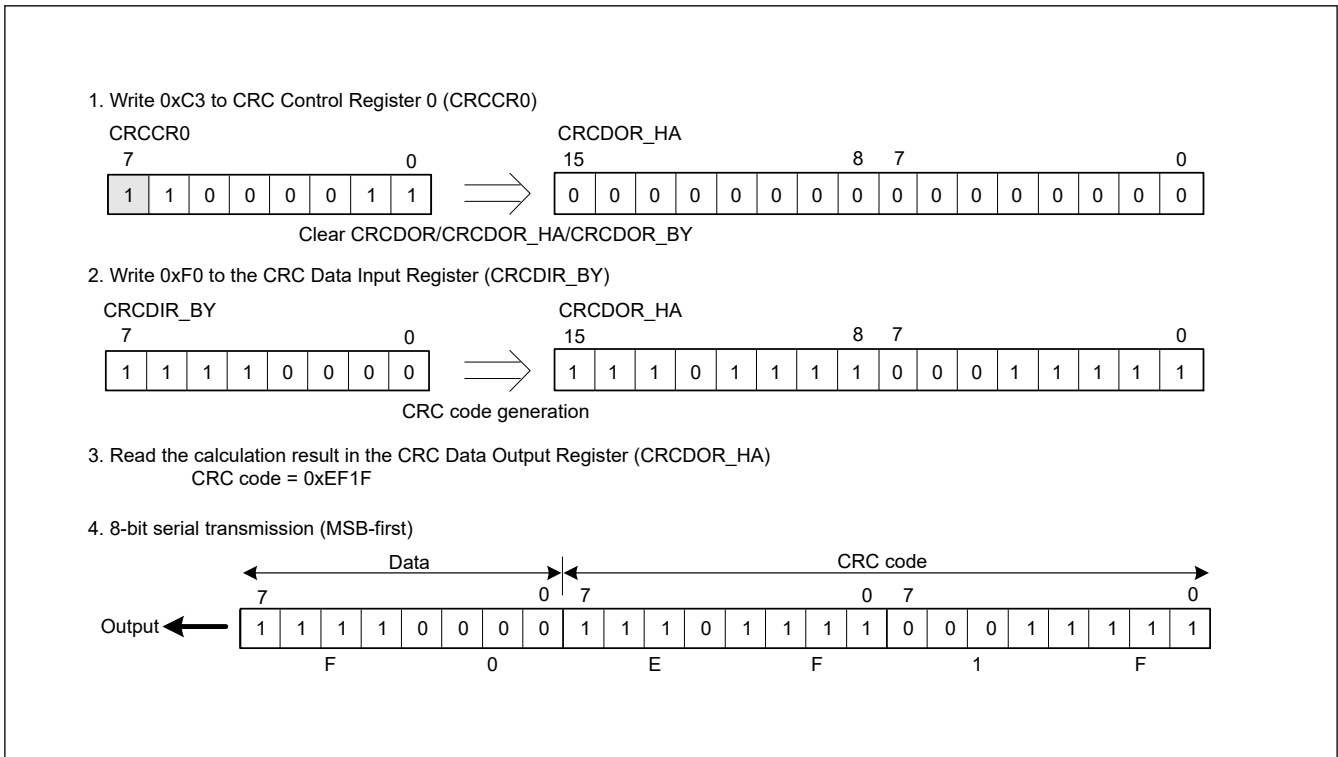 1. Write 0xC3 to CRC Control Register 0 (CRCCR0)
CRCCR0 CRCDOR_HA
7 0 15 8 7 0
1 1 0 0 0 0 1 1 0 0 0 0 0 0 0 0 0 0 0 0 0 0 0 0
Clear CRCDOR/CRCDOR_HA/CRCDOR_BY
2. Write 0xF0 to the CRC Data Input Register (CRCDIR_BY)
CRCDIR_BY CRCDOR_HA
7 0 15 8 7 0
1 1 1 1 0 0 0 0 1 1 1 0 1 1 1 1 0 0 0 1 1 1 1 1
CRC code generation
3. Read the calculation result in the CRC Data Output Register (CRCDOR_HA)
CRC code = 0xEF1F
4. 8-bit serial transmission (MSB-first)
Data CRC code
7 0 7 0 7 0
Output 1 1 1 1 0 0 0 0 1 1 1 0 1 1 1 1 0 0 0 1 1 1 1 1
F 0 E F 1 F